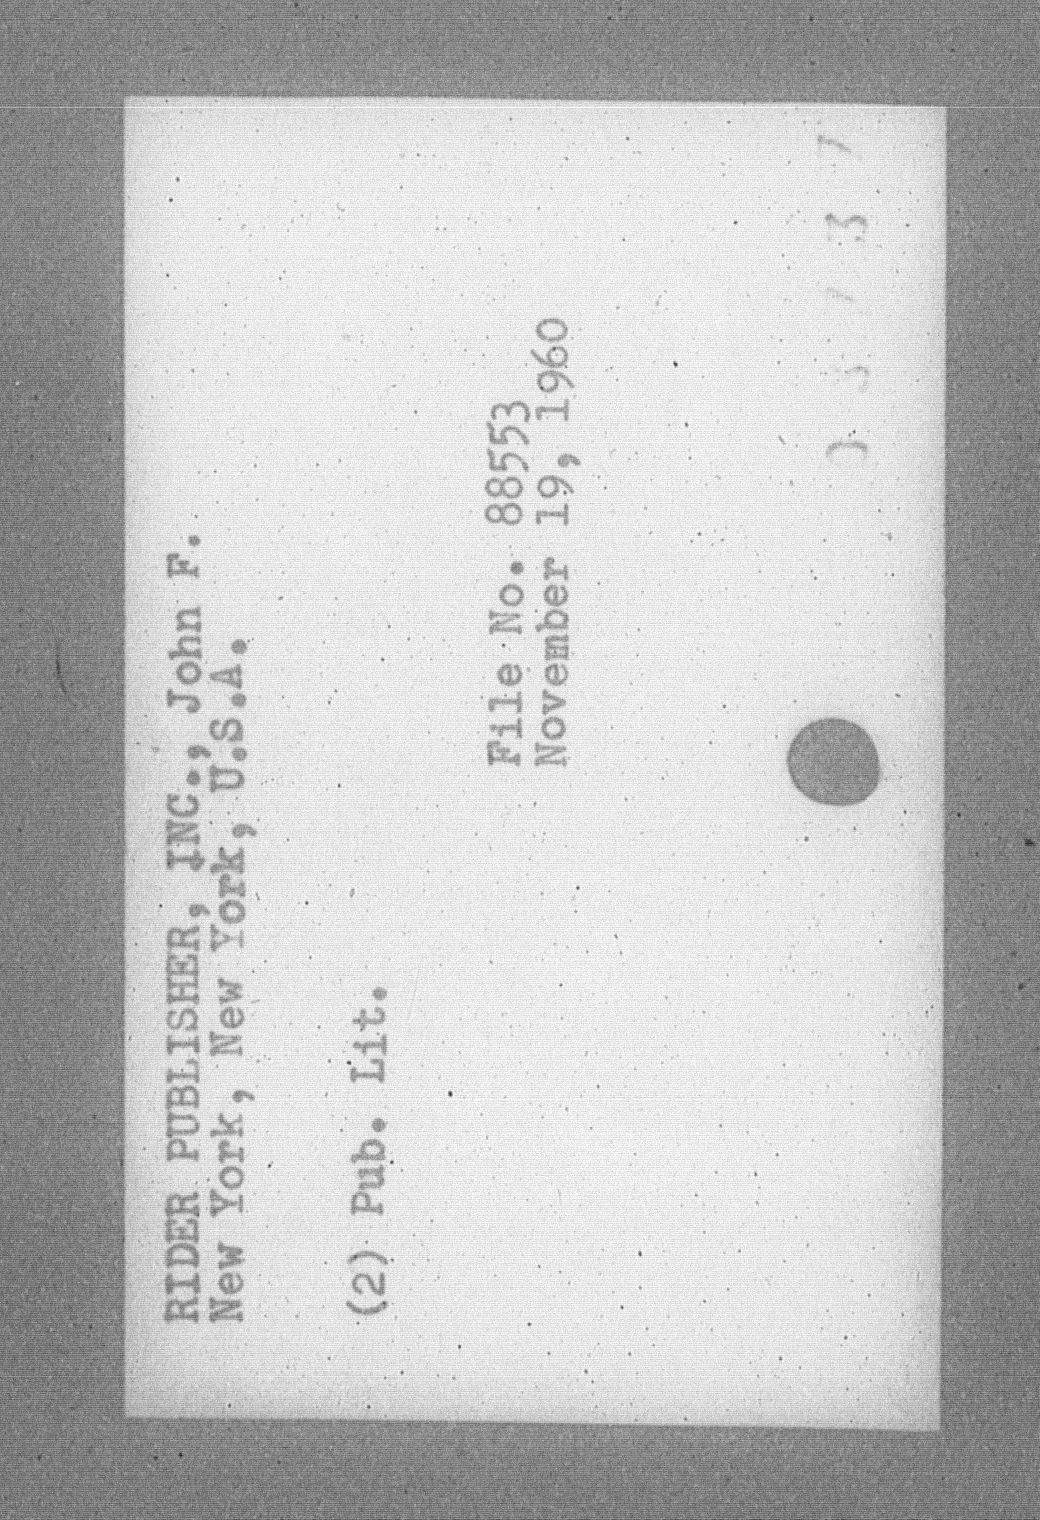 RIDER PUBLISHER, INC., John F.
New York, New York, U.S.A.
(2) Pub. Lit.
File No. 88553
November 19, 1960